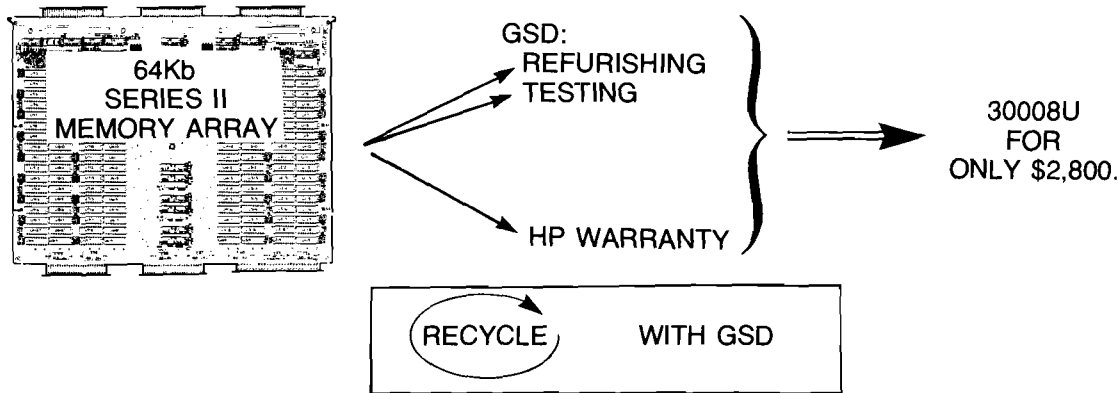 64Kb
SERIES II
MEMORY ARRAY
GSD:
REFURISHING
TESTING
HP WARRANTY
30008U
FOR
ONLY $2,800.
RECYCLE WITH GSD